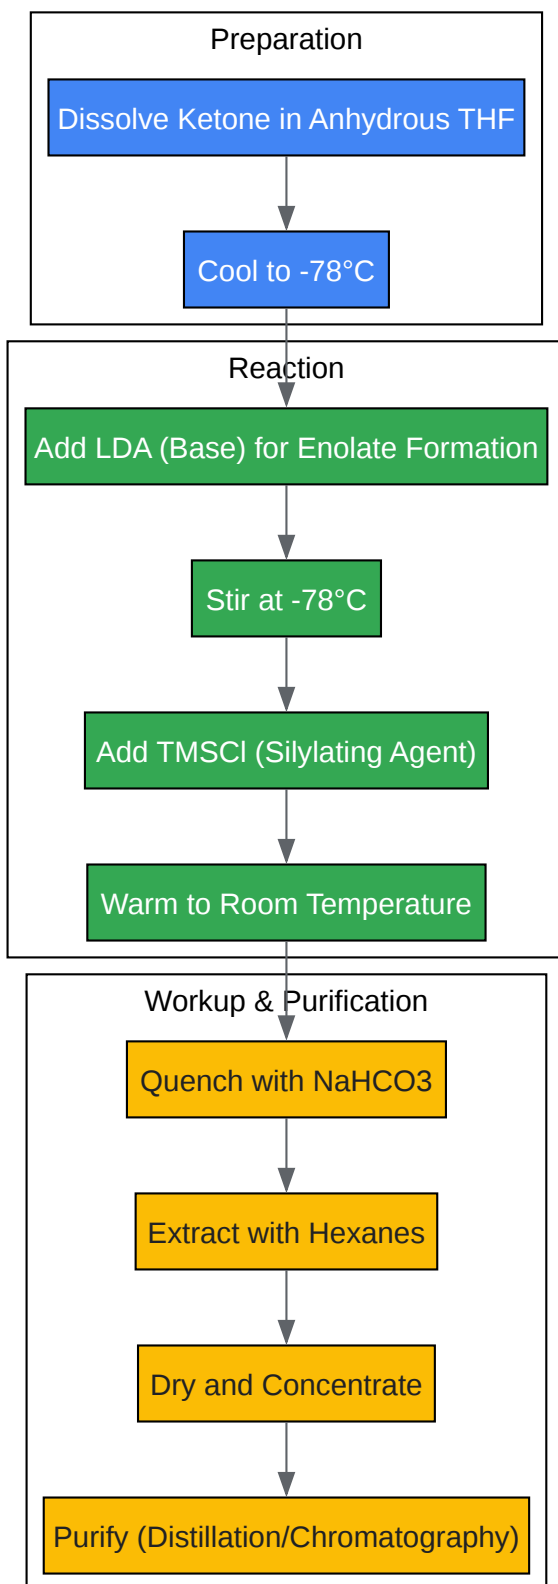 Preparation
Dissolve Ketone in Anhydrous THF
Cool to -78°C
Reaction
Add LDA (Base) for Enolate Formation
Stir at -78°C
Add TMSCl (Silylating Agent)
Warm to Room Temperature
Workup & Purification
Quench with NaHCO3
Extract with Hexanes
Dry and Concentrate
Purify (Distillation/Chromatography)